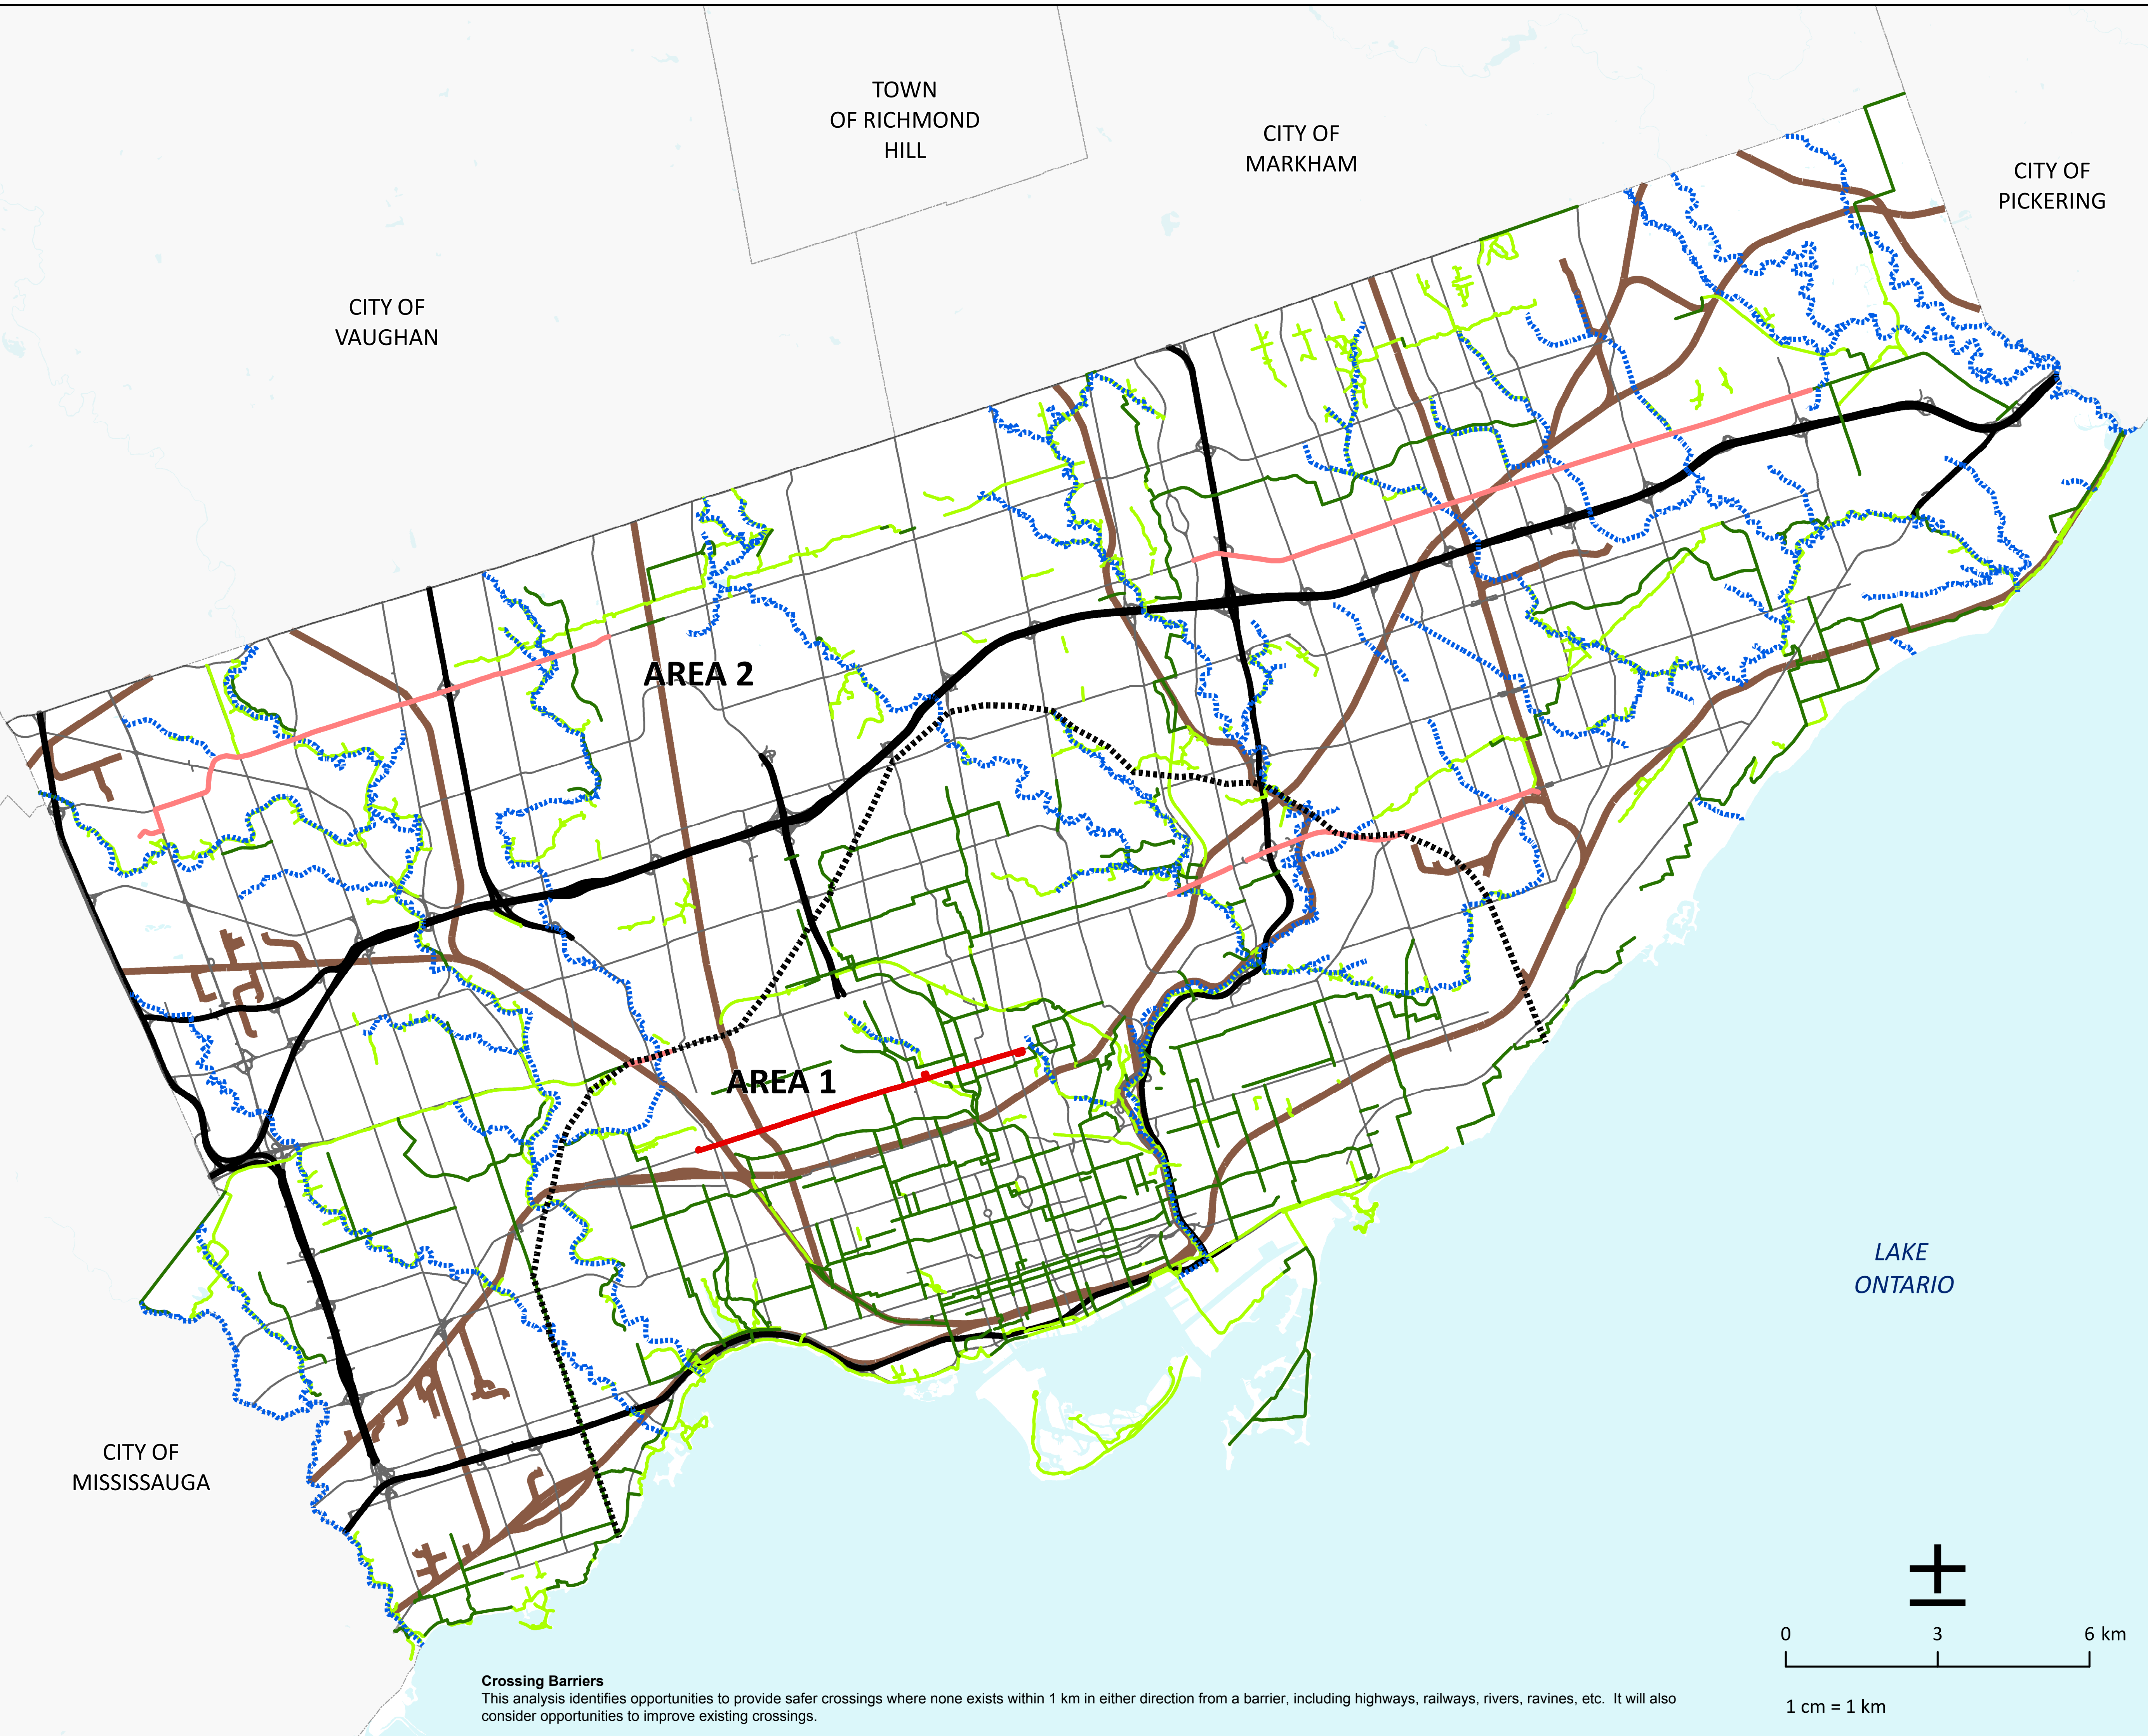 TOWN
OF RICHMOND
HILL
CITY OF
MARKHAM
CITY OF
PICKERING
CITY OF
VAUGHAN
AREA 2
AREA 1
LAKE
ONTARIO
CITY OF
MISSISSAUGA
0 3 6 km
1 cm = 1 km
Crossing Barriers
This analysis identifies opportunities to provide safer crossings where none exists within 1 km in either direction from a barrier, including highways, railways, rivers, ravines, etc. It will also
consider opportunities to improve existing crossings.